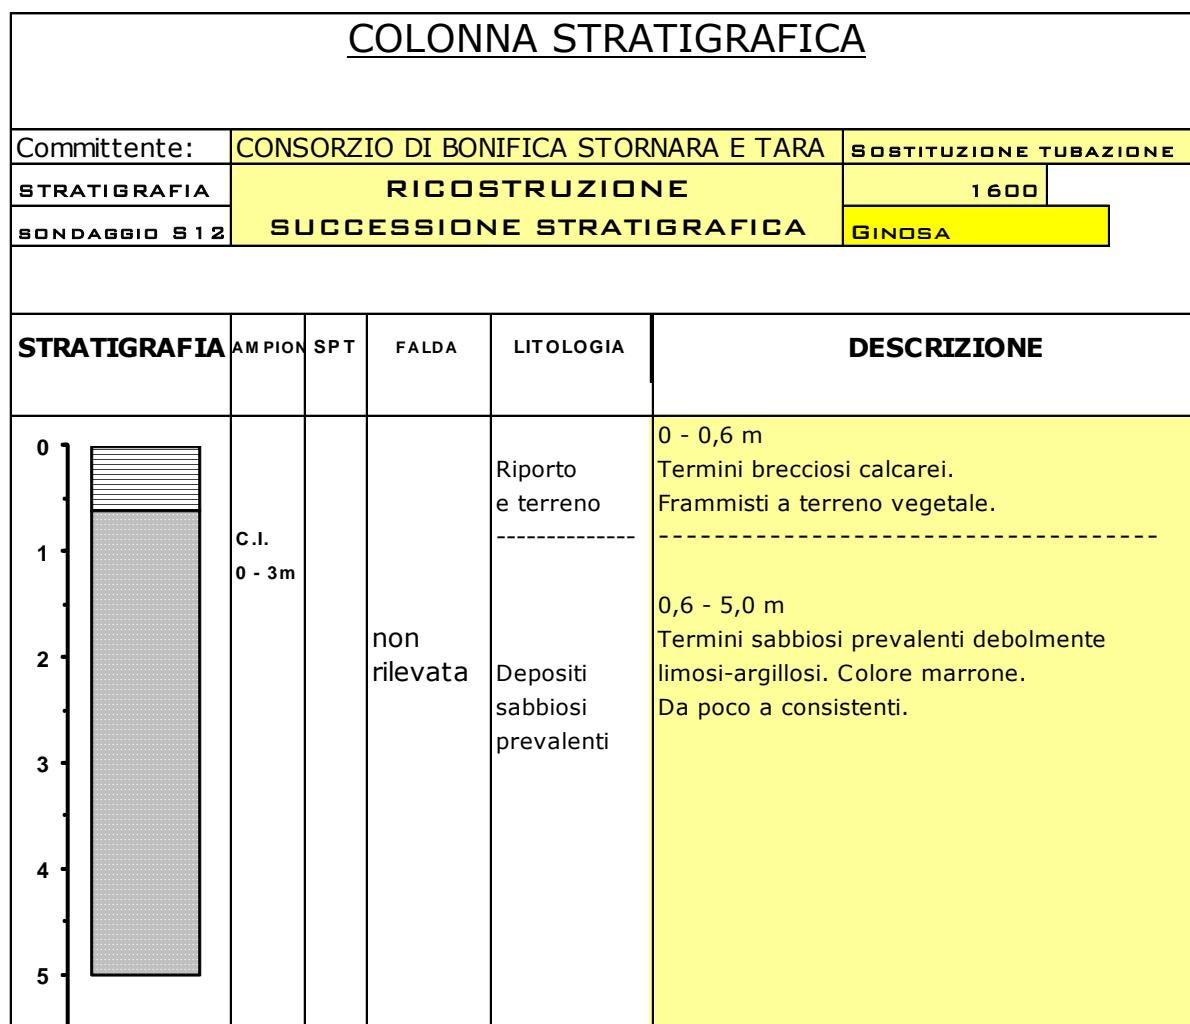 COLONNA STRATIGRAFICA
Committente: CONSORZIO DI BONIFICA STORNARA E TARA SOSTITUZIONE TUBAZIONE
STRATIGRAFIA RICOSTRUZIONE 1600
SONDAGGIO S12 SUCCESSIONE STRATIGRAFICA GINOSA
STRATIGRAFIA AMPION SPT FALDA LITOLOGIA DESCRIZIONE
0 0 - 0,6 m
Riporto Termini brecciosi calcarei.
e terreno Frammisti a terreno vegetale.
C.I. -------------- ------------------------------------
1
0 - 3m
0,6 - 5,0 m
non Termini sabbiosi prevalenti debolmente
2 rilevata Depositi limosi-argillosi. Colore marrone.
sabbiosi Da poco a consistenti.
prevalenti
3
4
5